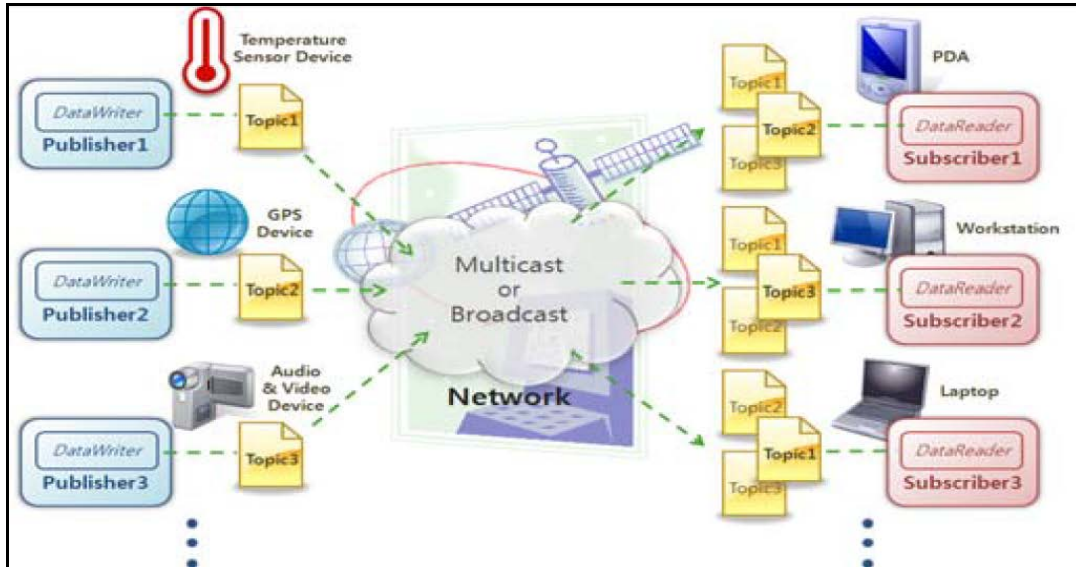 Temperature
Sensor Device
DataWriter
Publisher1
Topic1
GPS
Device
DataWriter
Publisher2
Topic2
Audio
& Video
Device
DataWriter
Publisher3
Topic3
Multicast
or
Broadcast
Network
Topic1
Topic2
Topic3
PDA
DataReader
Subscriber1
Topic1
Topic3
Topic2
Workstation
DataReader
Subscriber2
Topic2
Topic1
Topic3
Laptop
DataReader
Subscriber3